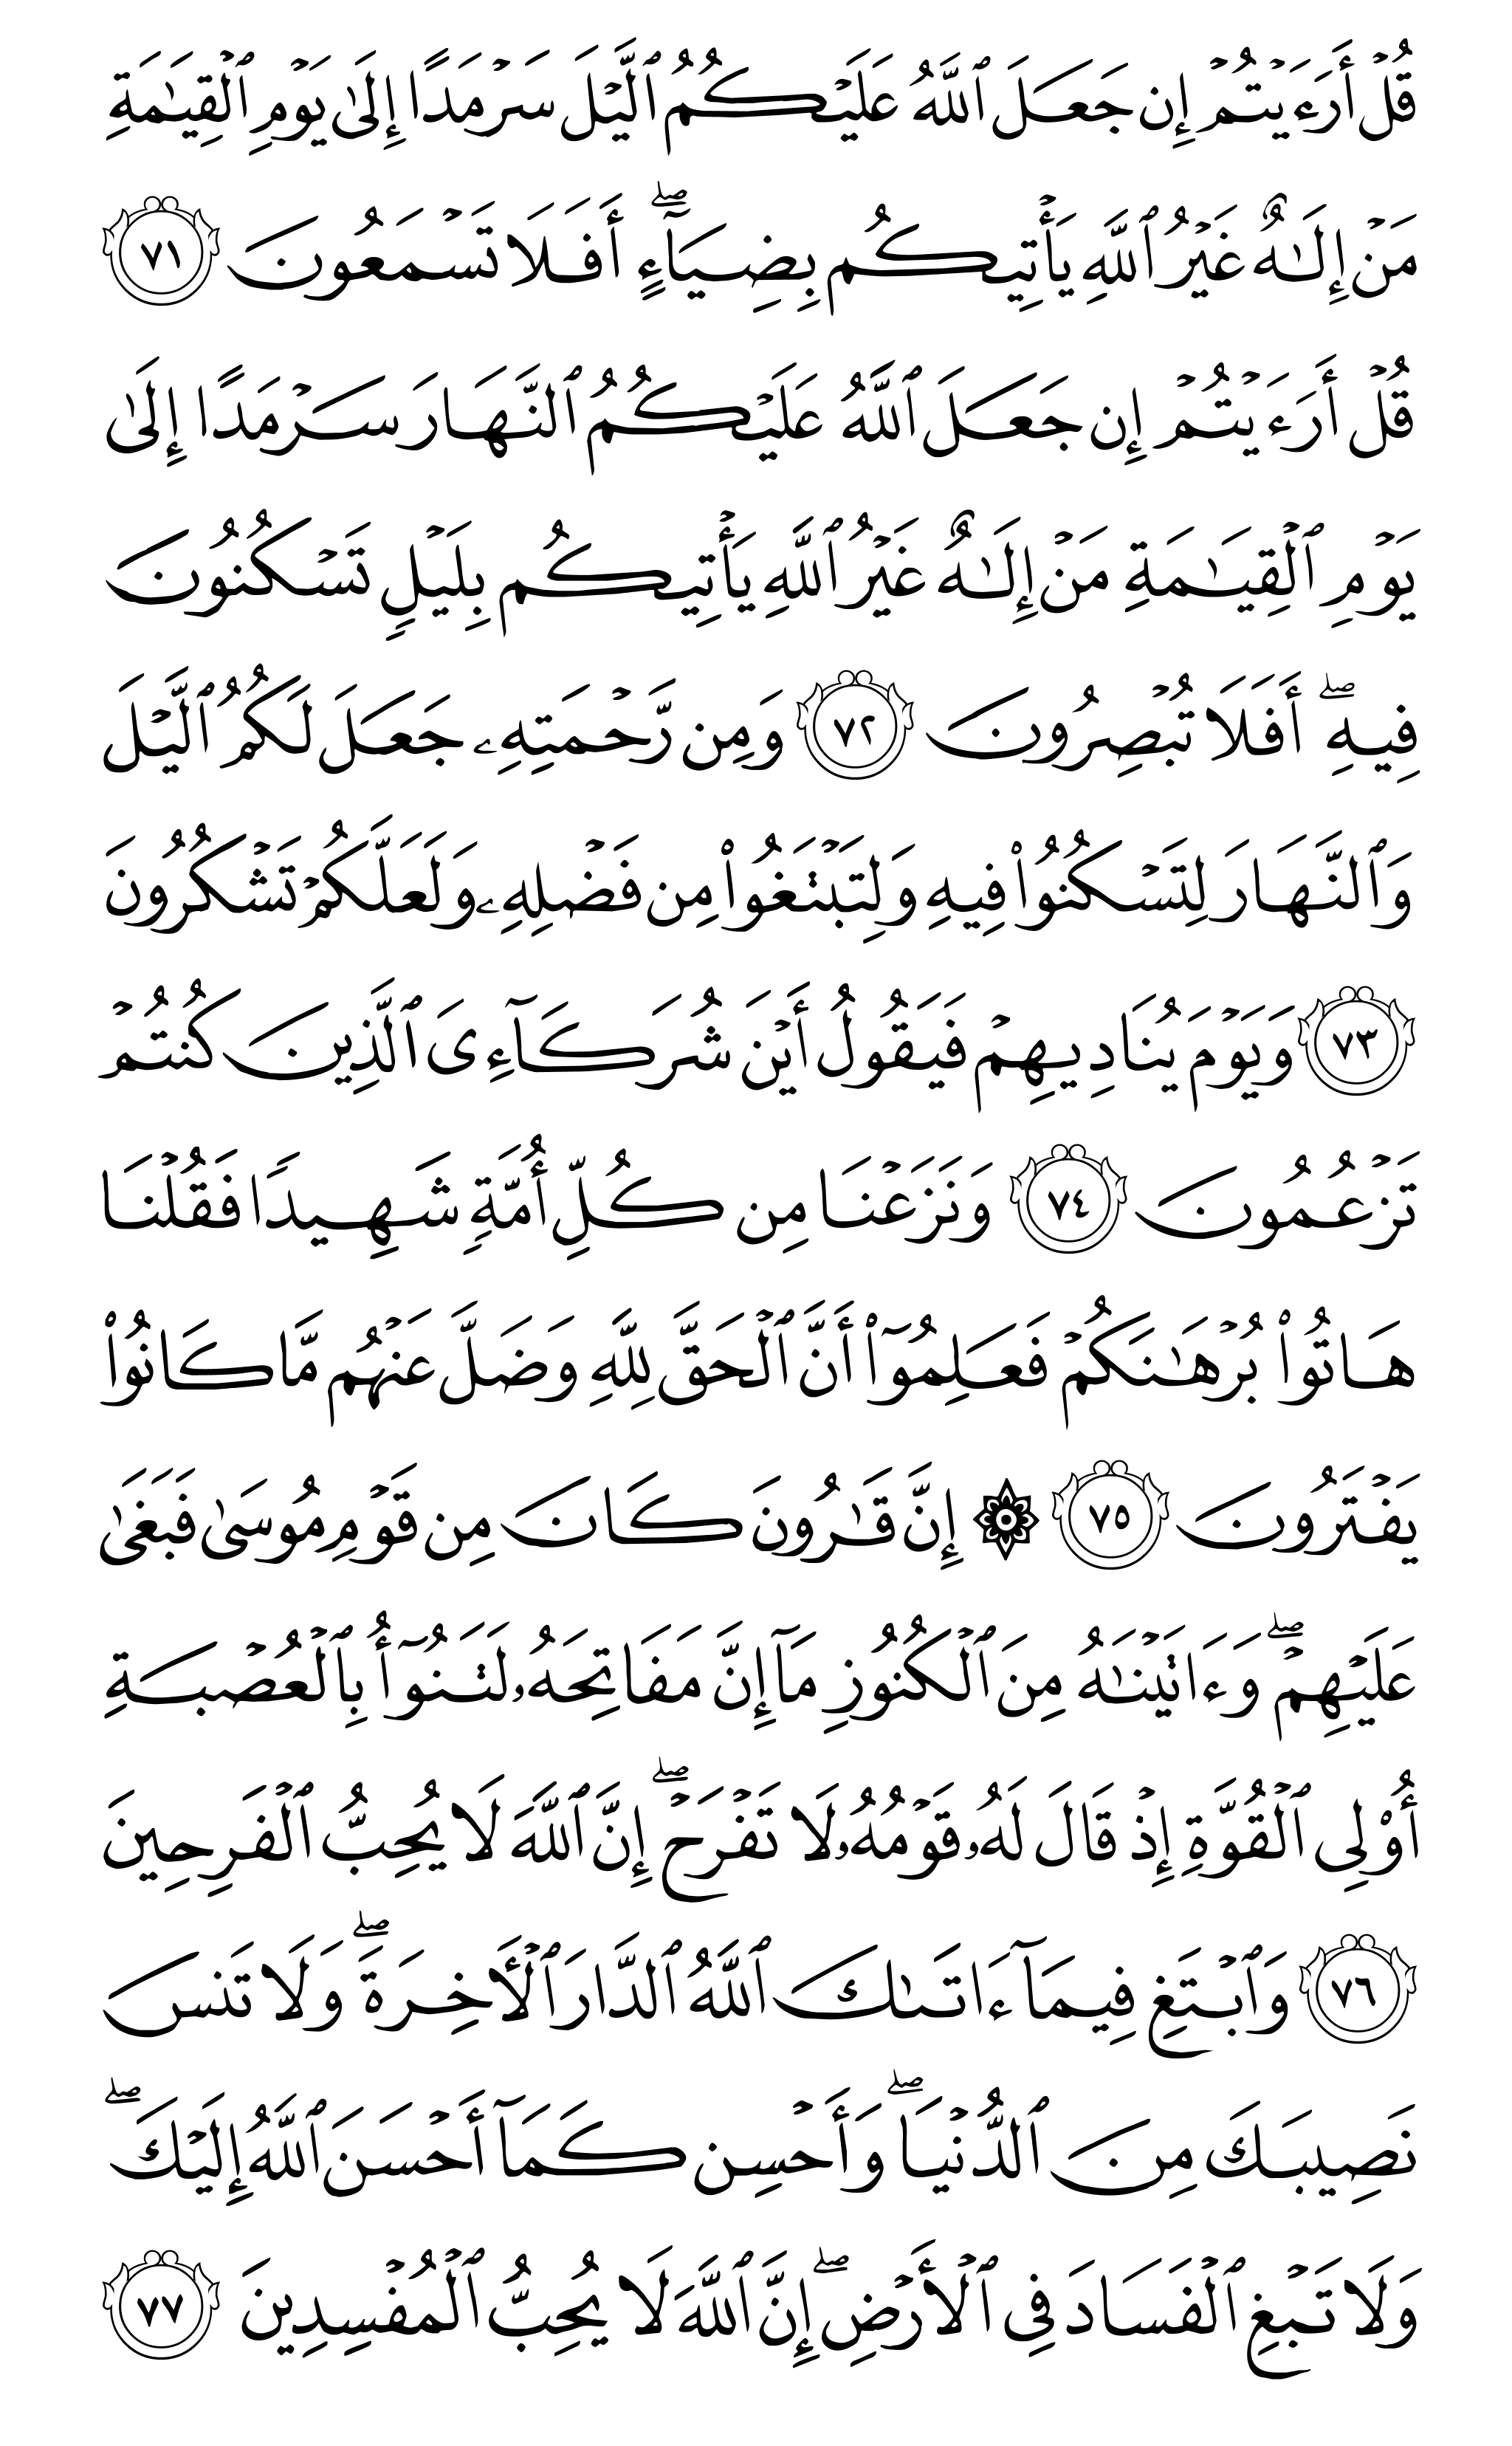 قُلۡ أَرَءَيۡتُمۡ إِن جَعَلَ ٱللَّهُ عَلَيۡكُمُ ٱلَّيۡلَ سَرۡمَدًا إِلَىٰ يَوۡمِ ٱلۡقِيَٰمَةِ
مَنۡ إِلَٰهٌ غَيۡرُ ٱللَّهِ يَأۡتِيكُم بِضِيَآءٍۖ أَفَلَا تَسۡمَعُونَ ٧١
قُلۡ أَرَءَيۡتُمۡ إِن جَعَلَ ٱللَّهُ عَلَيۡكُمُ ٱلنَّهَارَ سَرۡمَدًا إِلَىٰ
يَوۡمِ ٱلۡقِيَٰمَةِ مَنۡ إِلَٰهٌ غَيۡرُ ٱللَّهِ يَأۡتِيكُم بِلَيۡلٖ تَسۡكُنُونَ
فِيهِۖ أَفَلَا تُبۡصِرُونَ ٧٢ وَمِن رَّحۡمَتِهِۦ جَعَلَ لَكُمُ ٱلَّيۡلَ
وَٱلنَّهَارَ لِتَسۡكُنُواْ فِيهِ وَلِتَبۡتَغُواْ مِن فَضۡلِهِۦ وَلَعَلَّكُمۡ تَشۡكُرُونَ
٧٣ وَيَوۡمَ يُنَادِيهِمۡ فَيَقُولُ أَيۡنَ شُرَكَآءِيَ ٱلَّذِينَ كُنتُمۡ
تَزۡعُمُونَ ٧٤ وَنَزَعۡنَا مِن كُلِّ أُمَّةٖ شَهِيدٗا فَقُلۡنَا
هَاتُواْ بُرۡهَٰنَكُمۡ فَعَلِمُوٓاْ أَنَّ ٱلۡحَقَّ لِلَّهِ وَضَلَّ عَنۡهُم مَّا كَانُواْ
يَفۡتَرُونَ ٧٥ ۞ إِنَّ قَٰرُونَ كَانَ مِن قَوۡمِ مُوسَىٰ فَبَغَىٰ
عَلَيۡهِمۡۖ وَءَاتَيۡنَٰهُ مِنَ ٱلۡكُنُوزِ مَآ إِنَّ مَفَاتِحَهُۥ لَتَنُوٓأُ بِٱلۡعُصۡبَةِ
أُوْلِي ٱلۡقُوَّةِ إِذۡ قَالَ لَهُۥ قَوۡمُهُۥ لَا تَفۡرَحۡۖ إِنَّ ٱللَّهَ لَا يُحِبُّ ٱلۡفَرِحِينَ
٧٦ وَٱبۡتَغِ فِيمَآ ءَاتَىٰكَ ٱللَّهُ ٱلدَّارَ ٱلۡأٓخِرَةَۖ وَلَا تَنسَ
نَصِيبَكَ مِنَ ٱلدُّنۡيَاۖ وَأَحۡسِن كَمَآ أَحۡسَنَ ٱللَّهُ إِلَيۡكَۖ
وَلَا تَبۡغِ ٱلۡفَسَادَ فِي ٱلۡأَرۡضِۖ إِنَّ ٱللَّهَ لَا يُحِبُّ ٱلۡمُفۡسِدِينَ ٧٧